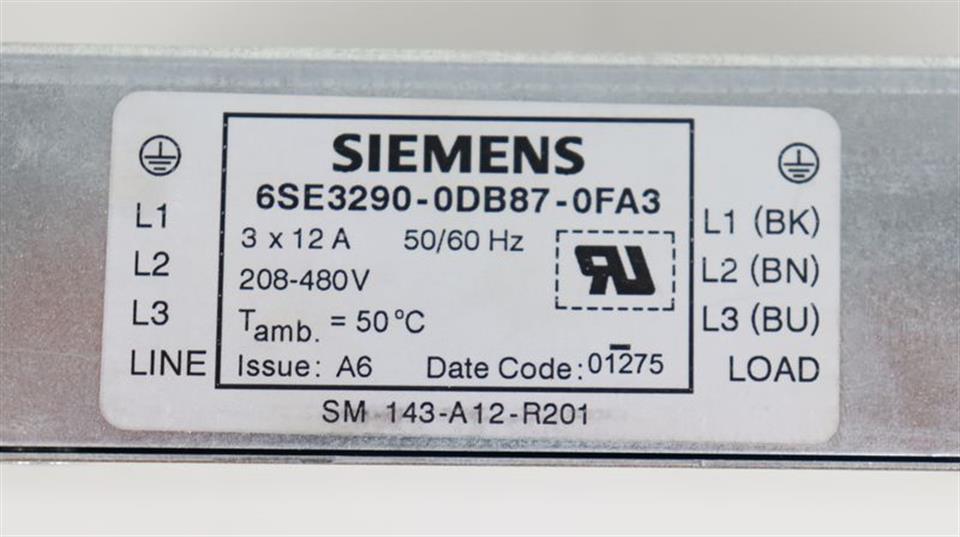 SIEMENS
6SE3290-0DB87-0FA3
3 x 12 A 50/60 Hz
208-480V
Tamb. = 50°C
Issue: A6 Date Code: 01275
L1
L2
L3
LINE
L1 (BK)
L2 (BN)
L3 (BU)
LOAD
SM 143-A12-R201